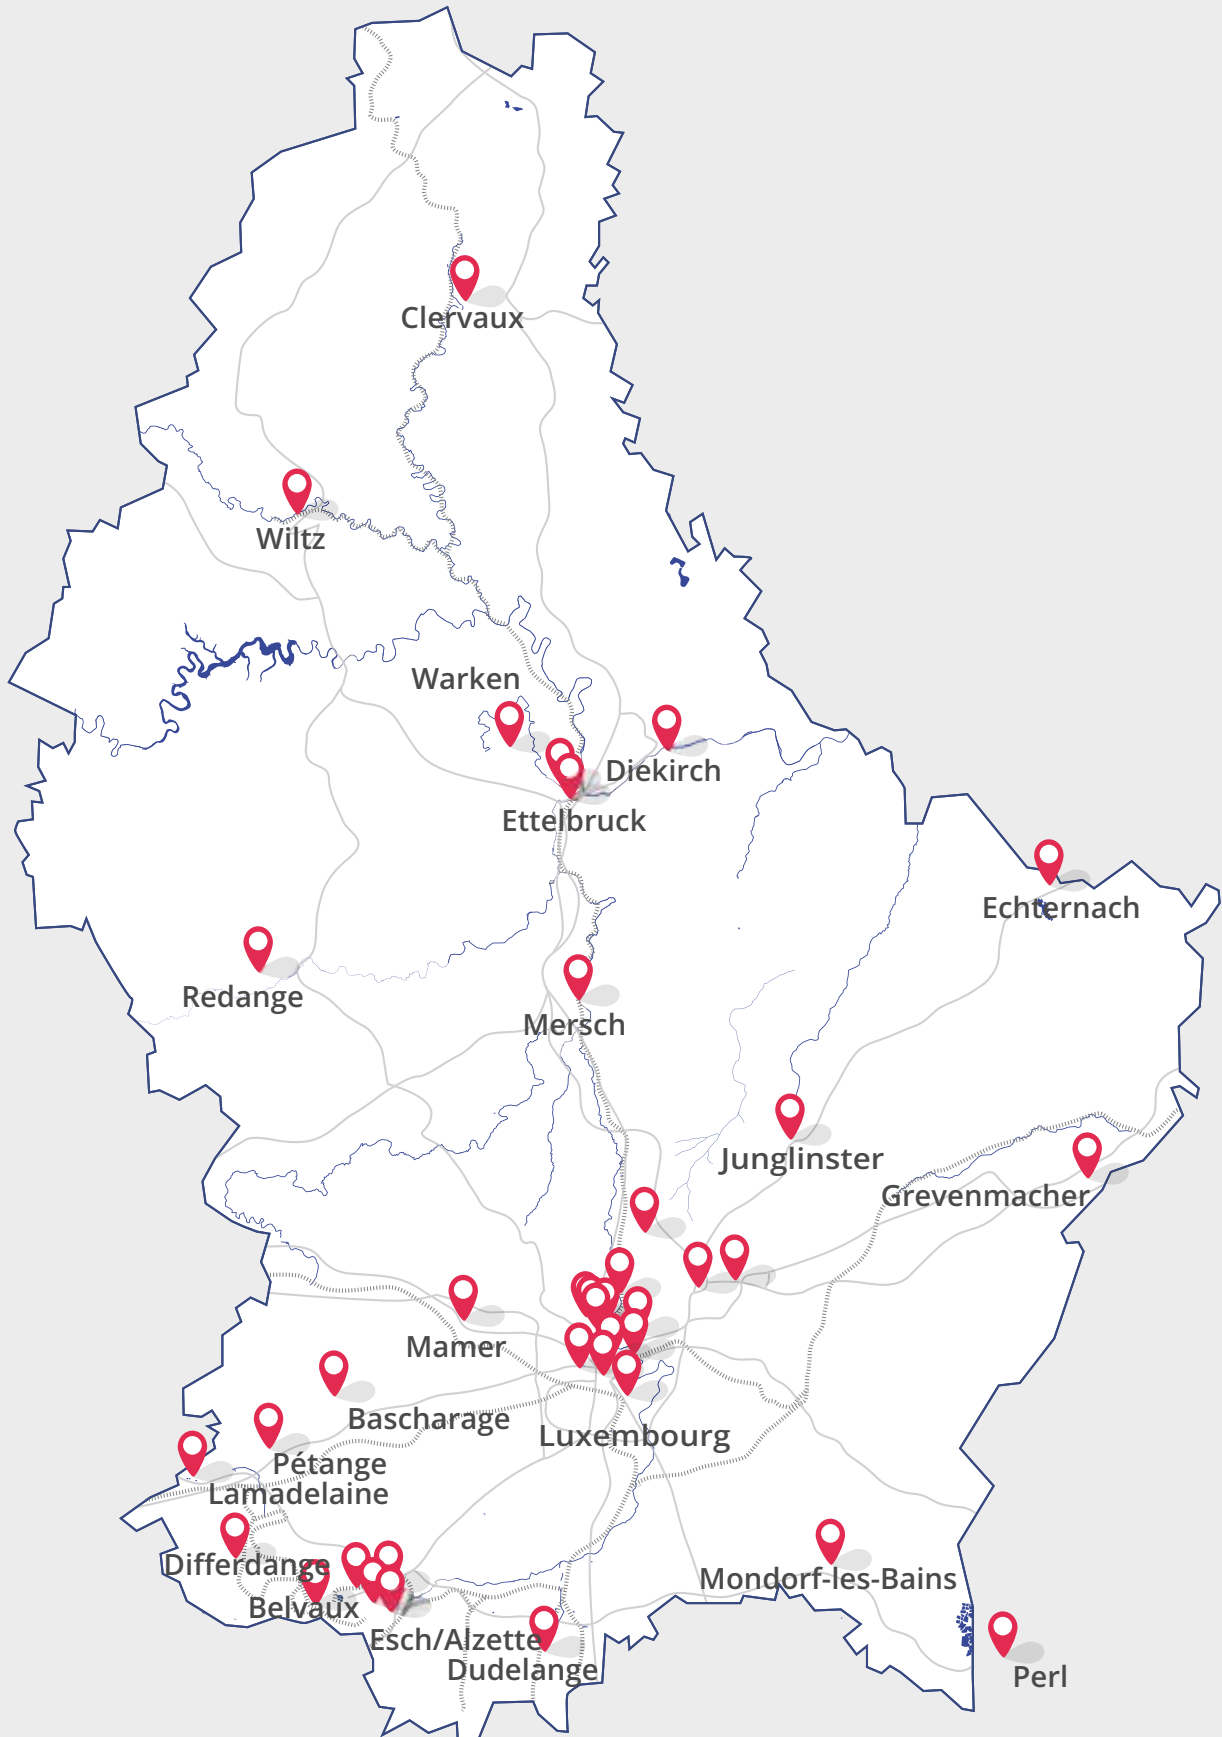 Clervaux
Wiltz
Warken
Diekirch
Ettelbruck
Echternach
Redange
Mersch
Junglinster
Grevenmacher
Mamer
Bascharage
Luxembourg
Pétange
Lamadelaine
Differdange
Mondorf-les-Bains
Belvaux
Esch/Alzette
Dudelange
Perl